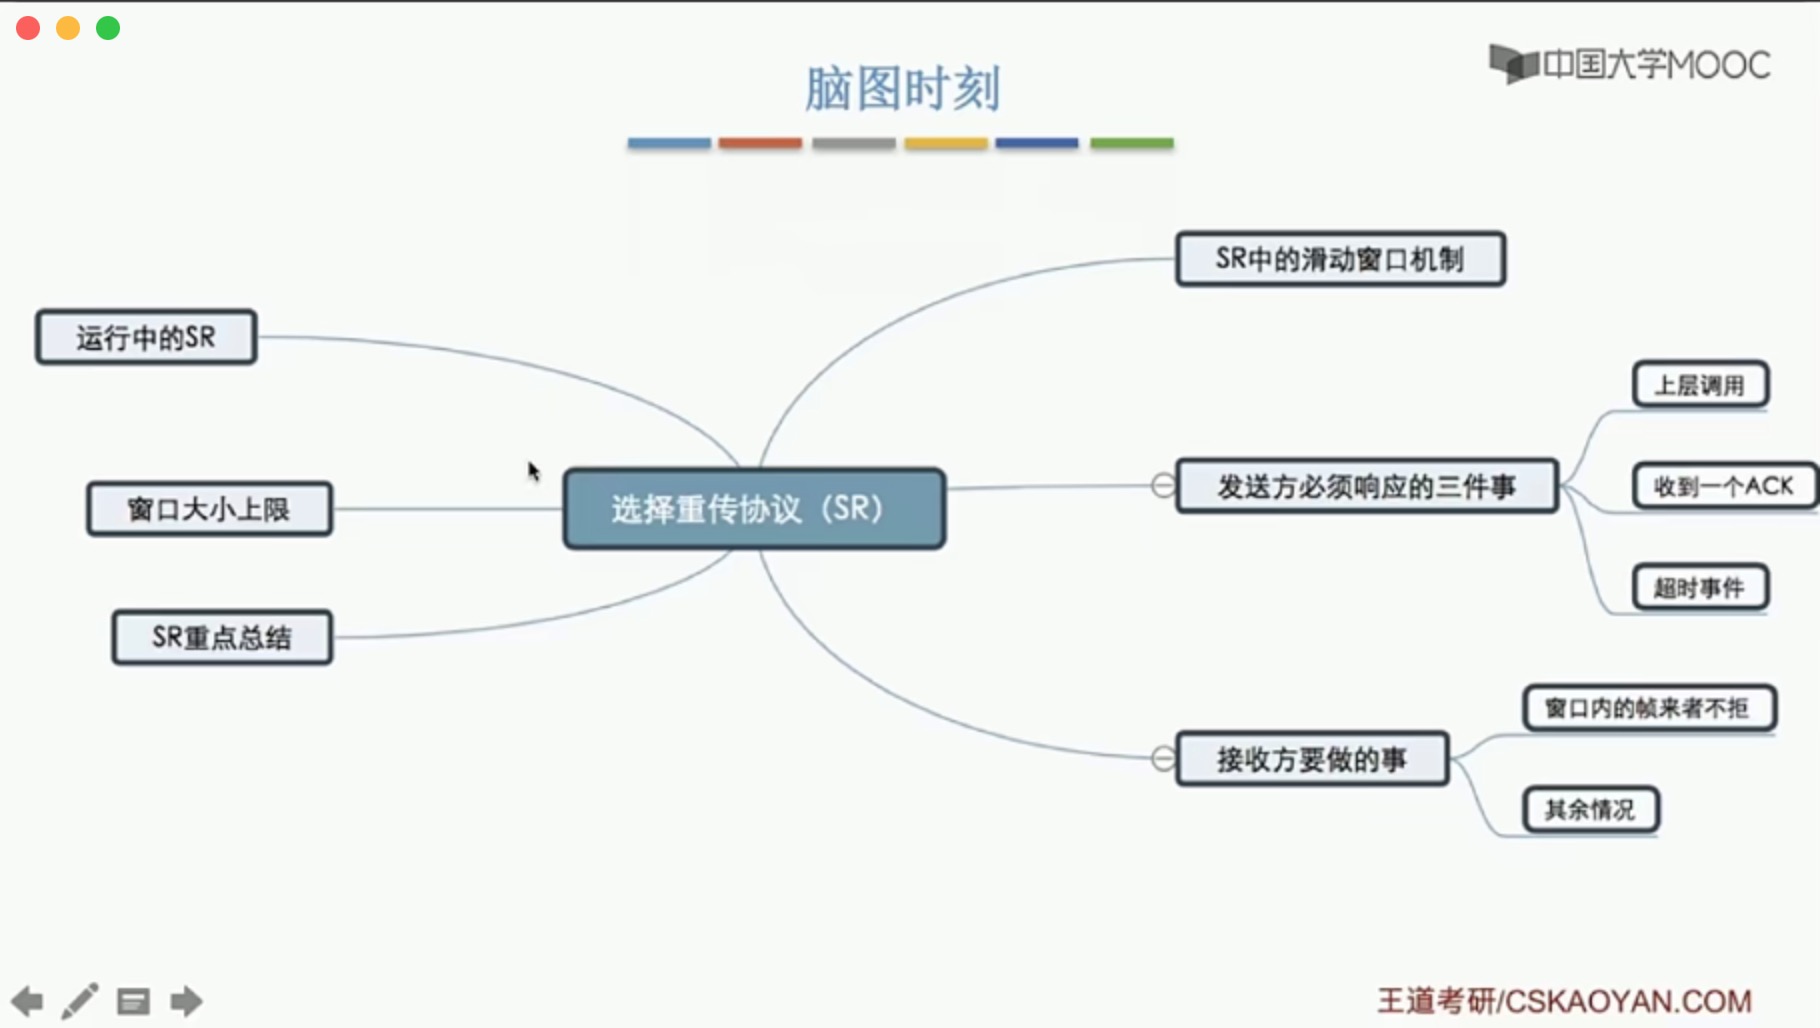 中国大学MOOC
脑图时刻
SR中的滑动窗口机制
运行中的SR
上层调用
发送方必须响应的三件事
收到一个ACK
窗口大小上限
选择重传协议（SR）
超时事件
SR重点总结
窗口内的帧来者不拒
接收方要做的事
其余情况
王道考研/CSKAOYAN.COM